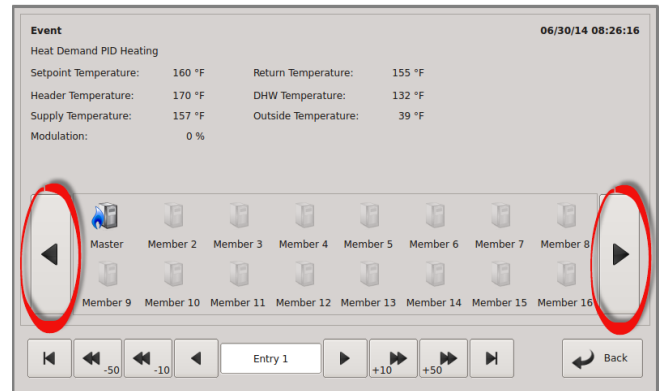 Event 06/30/14 08:26:16
Heat Demand PID Heating
Setpoint Temperature: 160 °F Return Temperature: 155 °F
Header Temperature: 170 °F DHW Temperature: 132 °F
Supply Temperature: 157 °F Outside Temperature: 39 °F
Modulation: 0 %
Master Member 2 Member 3 Member 4 Member 5 Member 6 Member 7 Member 8
Member 9 Member 10 Member 11 Member 12 Member 13 Member 14 Member 15 Member 16
-50 -10 Entry 1 +10 +50 Back